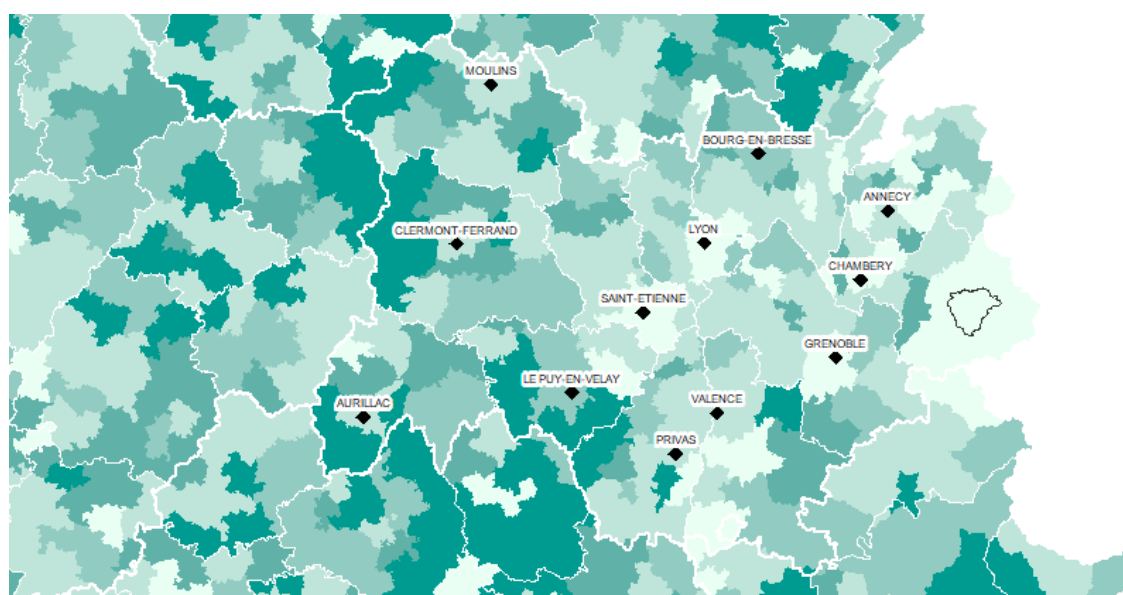 MOULINS
BOURG-EN-BRESSE
ANNECY
CLERMONT-FERRAND
LYON
CHAMBERY
SAINT-ETIENNE
GRENOBLE
LE PUY-EN-VELAY
AURILLAC
VALENCE
PRIVAS